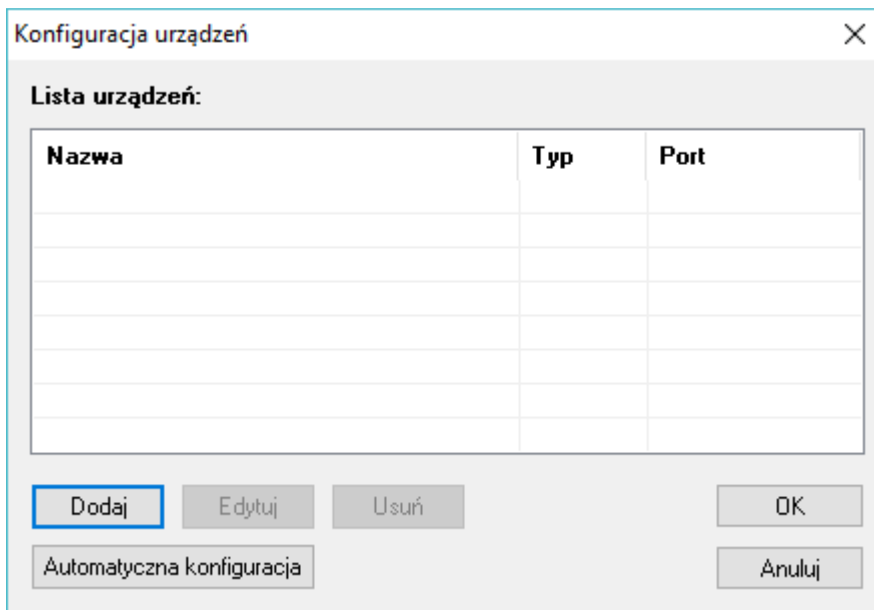 Konfiguracja urządzeń
Lista urządzeń:
Nazwa Typ Port
Dodaj Edytuj Usuń OK
Automatyczna konfiguracja Anuluj